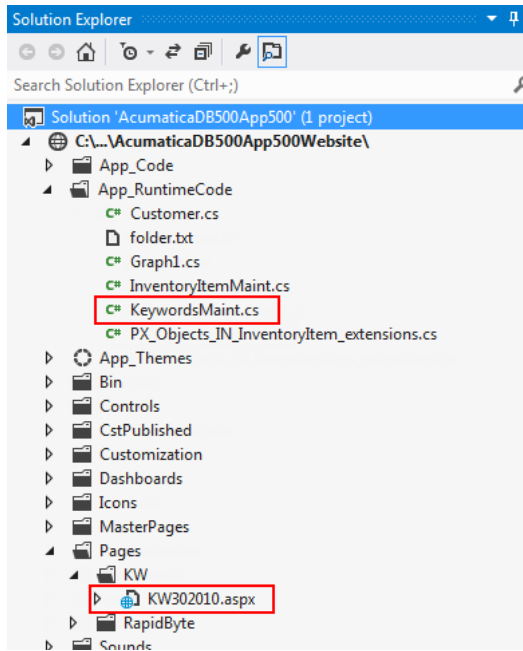 Solution Explorer
Search Solution Explorer (Ctrl+;)
Solution 'AcumaticaDB500App500' (1 project)
C:\...\AcumaticaDB500App500Website\
App_Code
App_RuntimeCode
C# Customer.cs
folder.txt
C# Graph1.cs
C# InventoryItemMaint.cs
C# KeywordsMaint.cs
C# PX_Objects_IN_InventoryItem_extensions.cs
App_Themes
Bin
Controls
CstPublished
Customization
Dashboards
Icons
MasterPages
Pages
KW
KW302010.aspx
RapidByte
Sounds